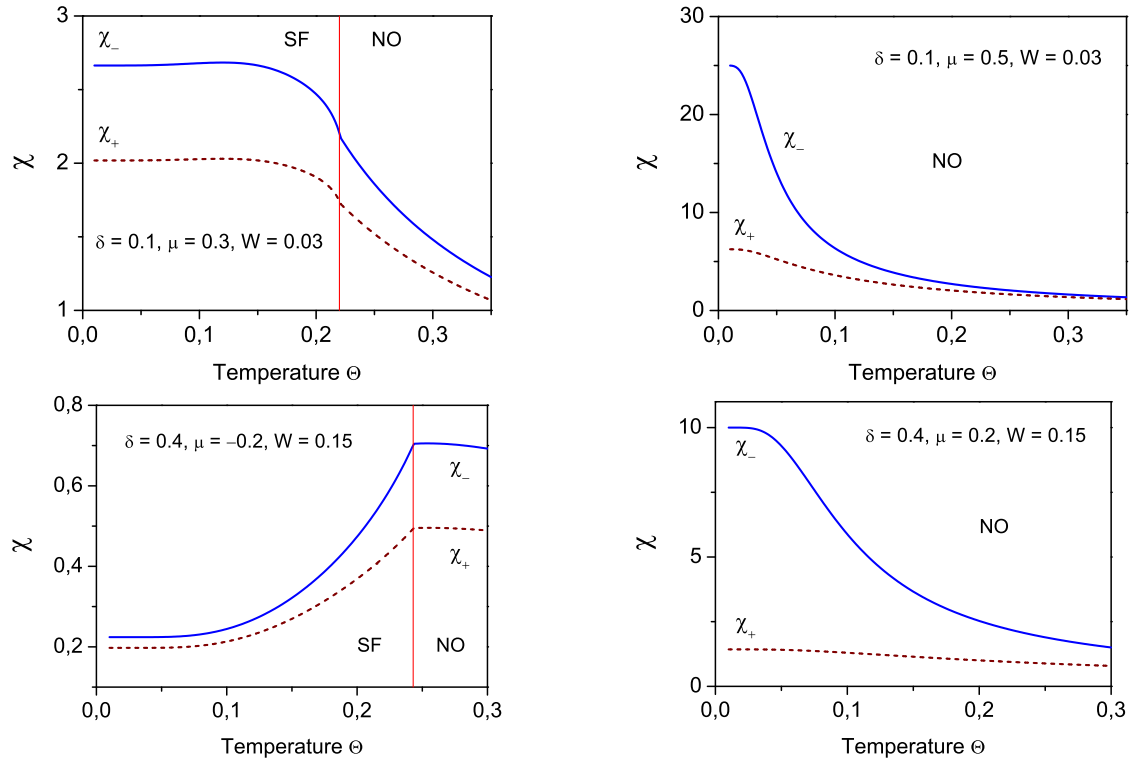 3
χ₋
SF
NO
χ₊
2
χ
δ = 0.1, μ = 0.3, W = 0.03
1
0,0
0,1
0,2
0,3
Temperature Θ
30
δ = 0.1, μ = 0.5, W = 0.03
20
χ₋
χ
NO
10
χ₊
0
0,0
0,1
0,2
0,3
Temperature Θ
0,8
δ = 0.4, μ = −0.2, W = 0.15
χ₋
0,6
χ
χ₊
0,4
SF
NO
0,2
0,0
0,1
0,2
0,3
Temperature Θ
10
δ = 0.4, μ = 0.2, W = 0.15
χ₋
NO
χ
5
χ₊
0
0,0
0,1
0,2
0,3
Temperature Θ